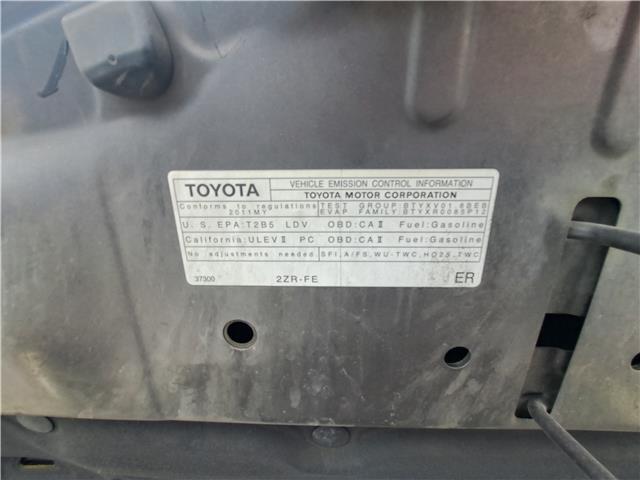 TOYOTA
VEHICLE EMISSION CONTROL INFORMATION
TOYOTA MOTOR CORPORATION
Conforms to regulations
2011MY
TEST GROUP:BTYXV01.8BEB
EVAP FAMILY:BTYXR0085P12
U.S.EPA:T2B5 LDV OBD:CAⅡ Fuel:Gasoline
California:ULEVⅡ PC OBD:CAⅡ Fuel:Gasoline
No adjustments needed
SFI,A/FS,WU-TWC,HO2S,TWC
37300 2ZR-FE ER